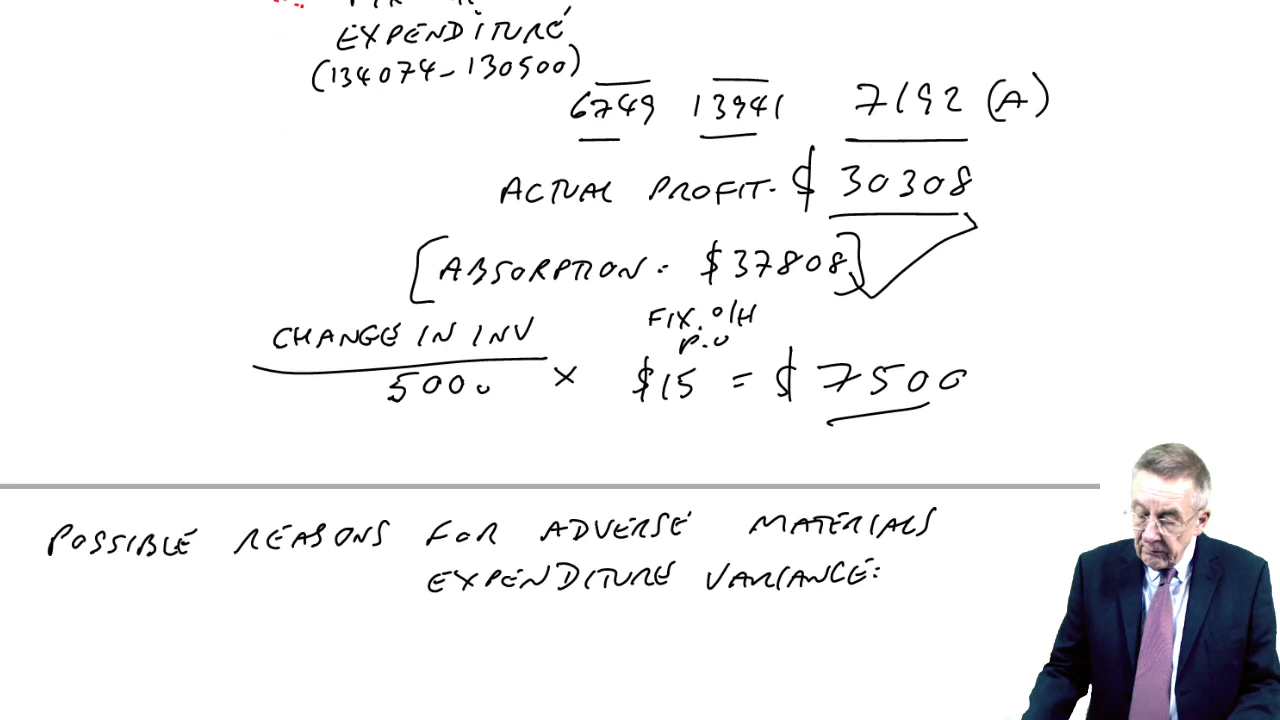 EXPENDITURE
(134074-130500)
6749 13941 7192 (A)
ACTUAL PROFIT. $ 30308
[ABSORPTION = $37808]
FIX. O/H
CHANGE IN INV P.U
5000 × $15 = $ 7500
POSSIBLE REASONS FOR ADVERSE MATERIALS
EXPENDITURE VARIANCE: